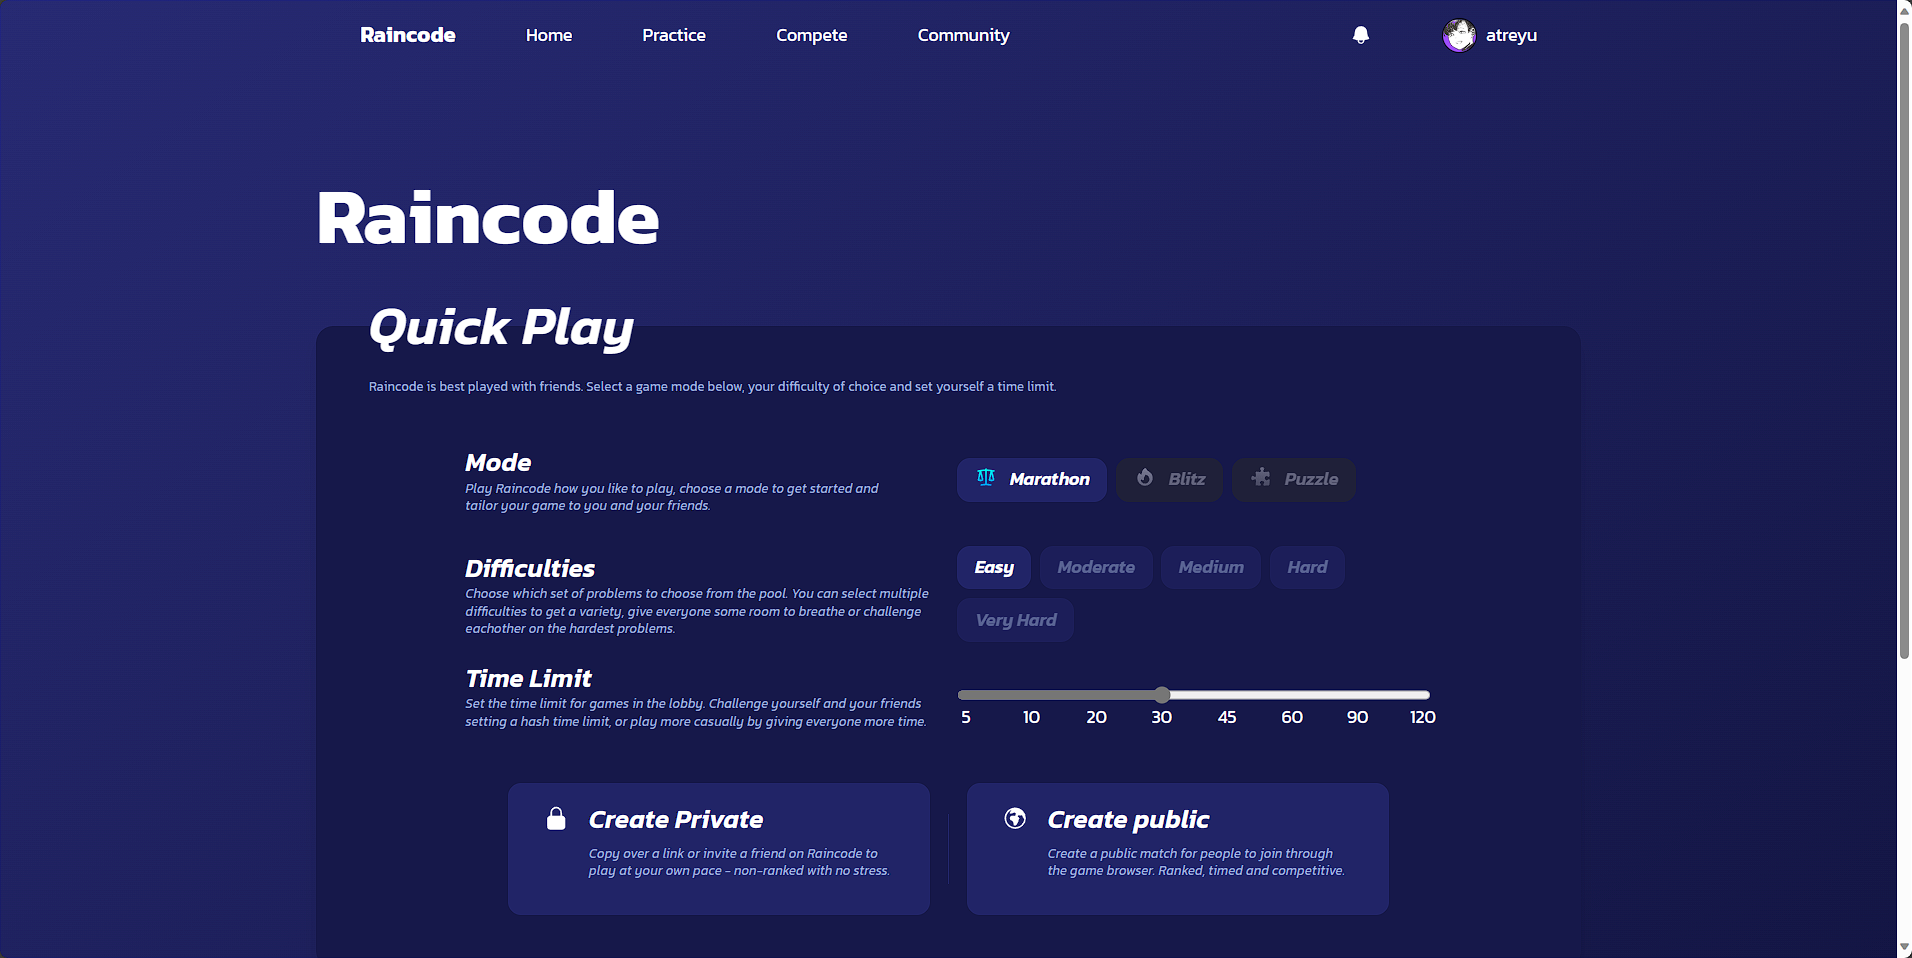 Raincode Home Practice Compete Community atreyu
Raincode
Quick Play
Raincode is best played with friends. Select a game mode below, your difficulty of choice and set yourself a time limit.
Mode
Play Raincode how you like to play, choose a mode to get started and
tailor your game to you and your friends.
Marathon Blitz Puzzle
Difficulties
Choose which set of problems to choose from the pool. You can select multiple
difficulties to get a variety, give everyone some room to breathe or challenge
eachother on the hardest problems.
Easy Moderate Medium Hard
Very Hard
Time Limit
Set the time limit for games in the lobby. Challenge yourself and your friends
setting a hash time limit, or play more casually by giving everyone more time.
5 10 20 30 45 60 90 120
Create Private
Copy over a link or invite a friend on Raincode to
play at your own pace - non-ranked with no stress.
Create public
Create a public match for people to join through
the game browser. Ranked, timed and competitive.